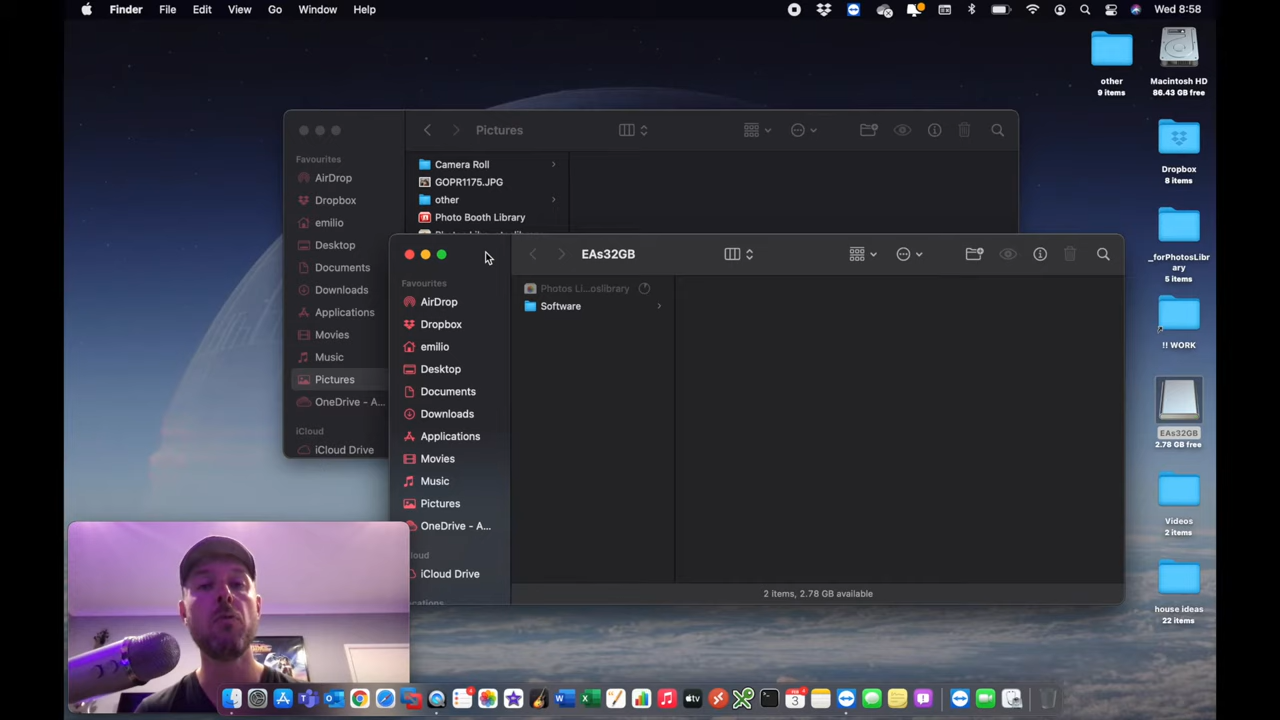 Finder File Edit View Go Window Help
Wed 8:58
other
9 items
Macintosh HD
86.43 GB free
Dropbox
8 items
_forPhotosLibr
ary
5 items
!! WORK
EAs32GB
2.78 GB free
Videos
2 items
house ideas
22 items
Pictures
Favourites
AirDrop
Dropbox
emilio
Desktop
Documents
Downloads
Applications
Movies
Music
Pictures
OneDrive - A...
iCloud
iCloud Drive
Camera Roll
GOPR1175.JPG
other
Photo Booth Library
EAs32GB
Favourites
AirDrop
Dropbox
emilio
Desktop
Documents
Downloads
Applications
Movies
Music
Pictures
OneDrive - A...
oud
iCloud Drive
Photos Li...oslibrary
Software
2 items, 2.78 GB available